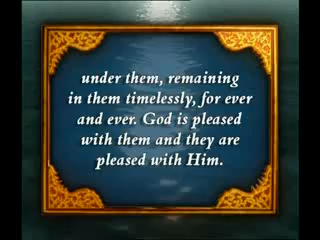 under them, remaining
in them timelessly, for ever
and ever. God is pleased
with them and they are
pleased with Him.